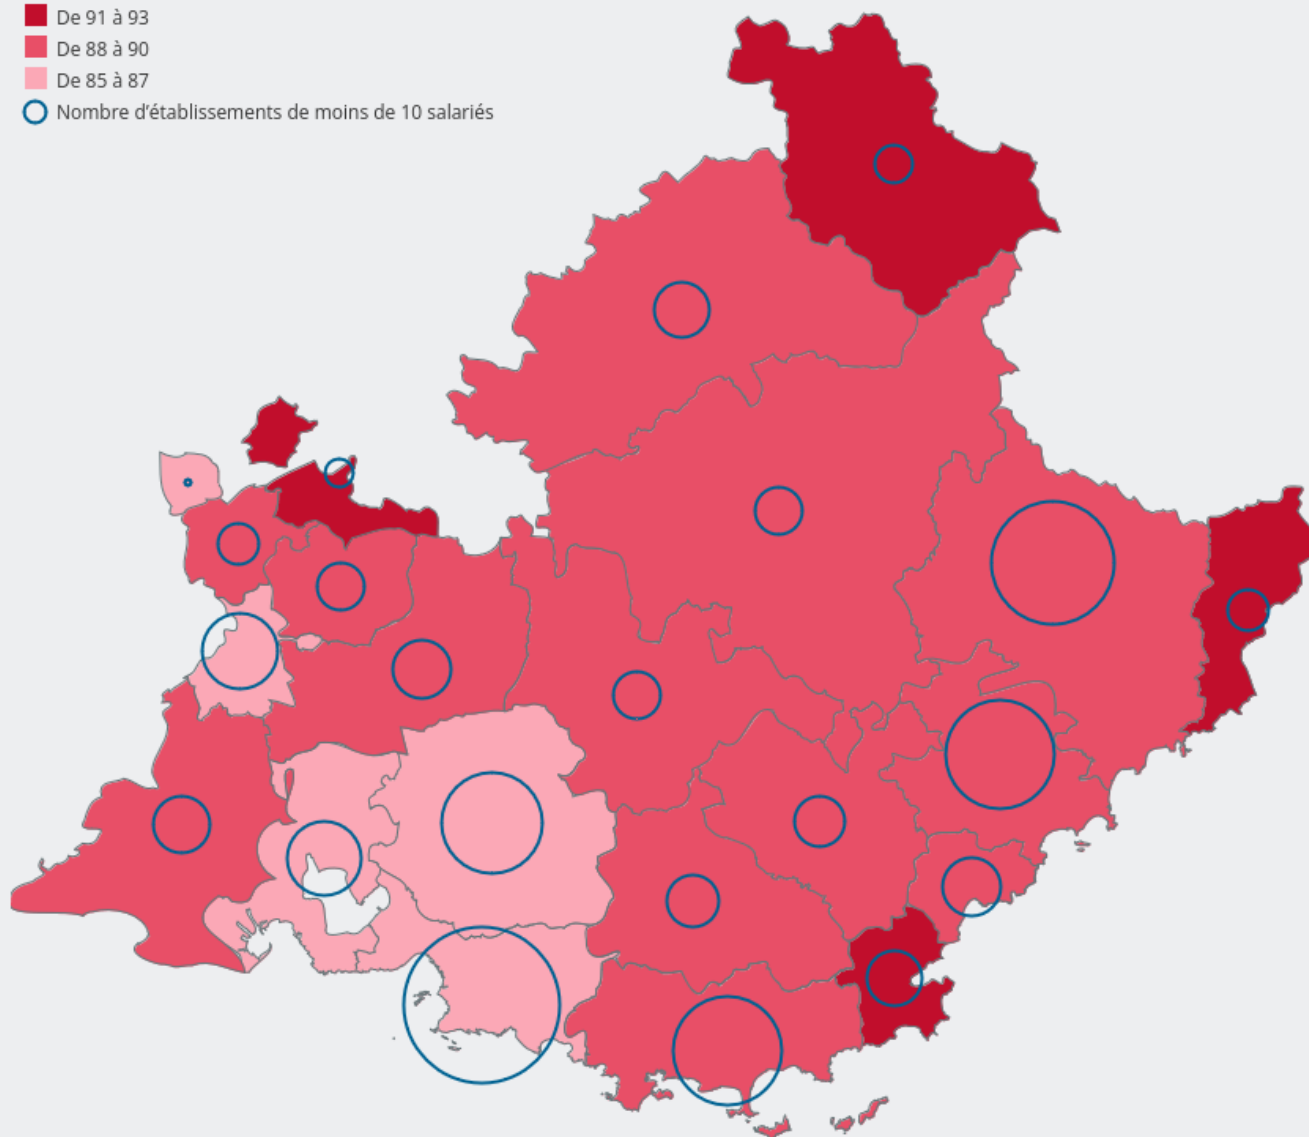 De 91 à 93
De 88 à 90
De 85 à 87
Nombre d'établissements de moins de 10 salariés